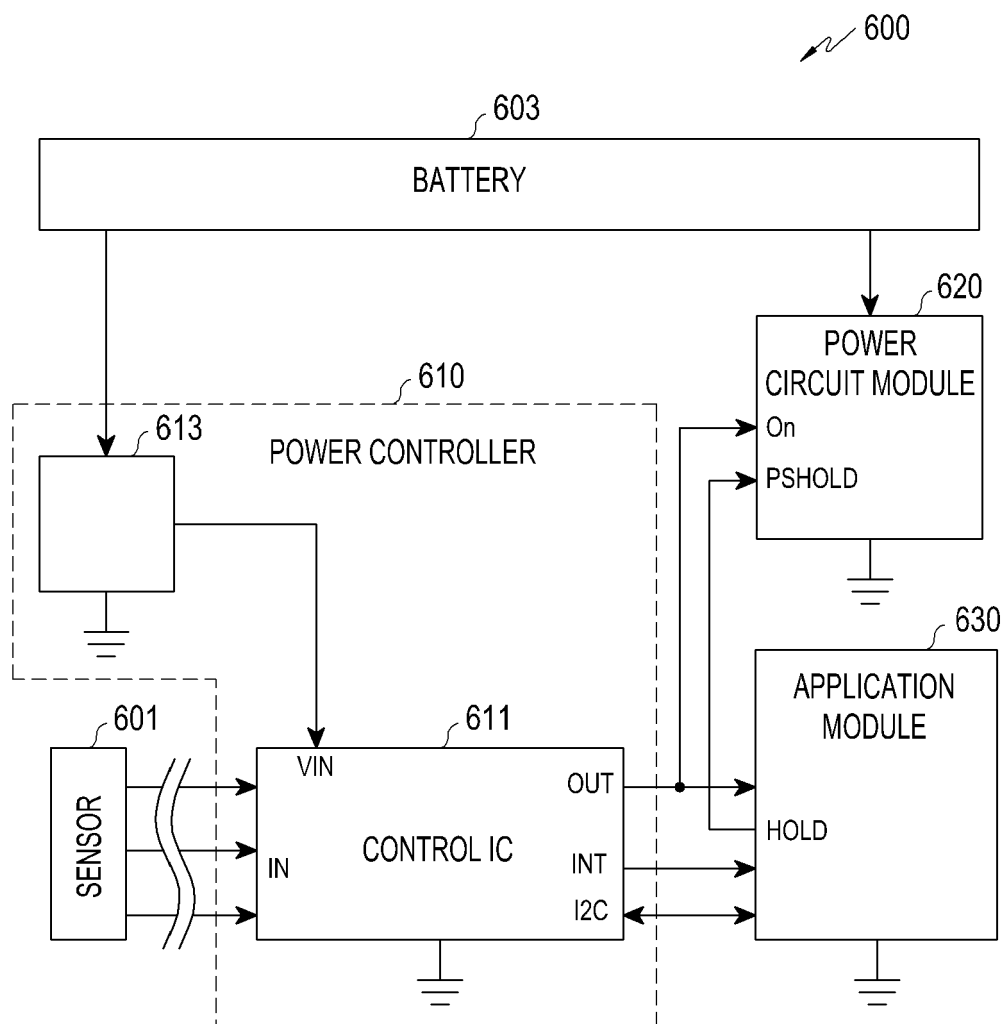 600
603
BATTERY
620
POWER
CIRCUIT MODULE
On
PSHOLD
610
613
POWER CONTROLLER
630
APPLICATION
MODULE
HOLD
601
SENSOR
611
VIN
OUT
IN
CONTROL IC
INT
I2C